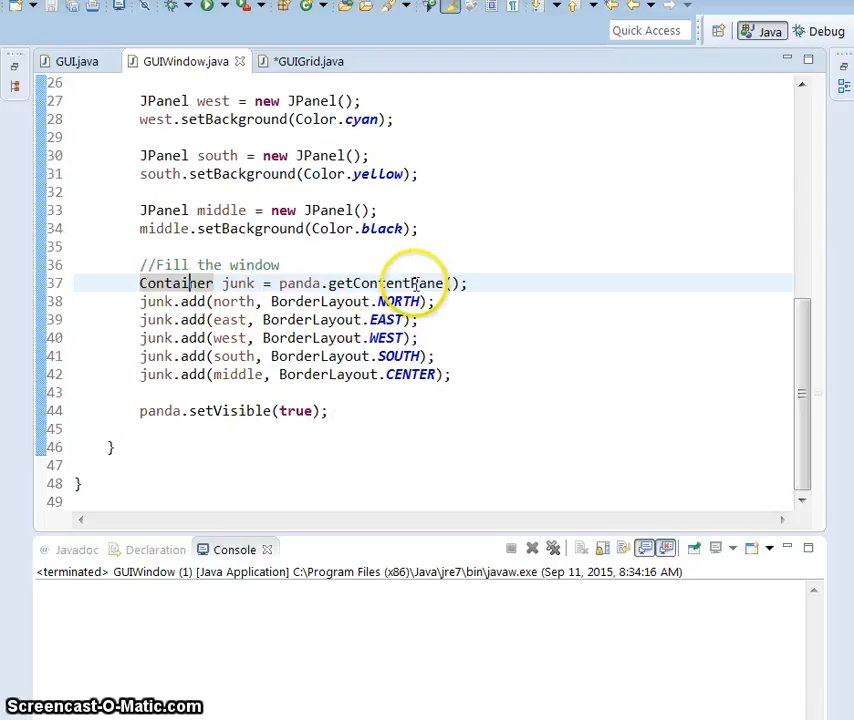 Quick Access
Java
Debug
GUI.java
GUIWindow.java
*GUIGrid.java
26
27 JPanel west = new JPanel();
28 west.setBackground(Color.cyan);
29
30 JPanel south = new JPanel();
31 south.setBackground(Color.yellow);
32
33 JPanel middle = new JPanel();
34 middle.setBackground(Color.black);
35
36 //Fill the window
37 Container junk = panda.getContentPane();
38 junk.add(north, BorderLayout.NORTH);
39 junk.add(east, BorderLayout.EAST);
40 junk.add(west, BorderLayout.WEST);
41 junk.add(south, BorderLayout.SOUTH);
42 junk.add(middle, BorderLayout.CENTER);
43
44 panda.setVisible(true);
45
46 }
47
48 }
49
@ Javadoc
Declaration
Console
<terminated> GUIWindow (1) [Java Application] C:\Program Files (x86)\Java\jre7\bin\javaw.exe (Sep 11, 2015, 8:34:16 AM)
Screencast-O-Matic.com